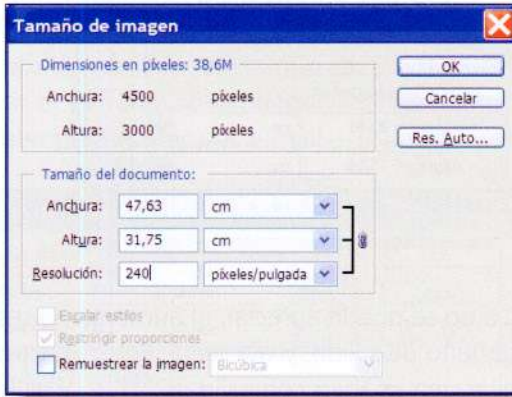 Tamaño de imagen
Dimensiones en píxeles: 38,6M
Anchura: 4500 píxeles
Altura: 3000 píxeles
OK
Cancelar
Res. Auto...
Tamaño del documento:
Anchura: 47,63 cm
Altura: 31,75 cm
Resolución: 240 píxeles/pulgada
Escalar estilos
Restringir proporciones
Remuestrear la imagen: Bicúbica